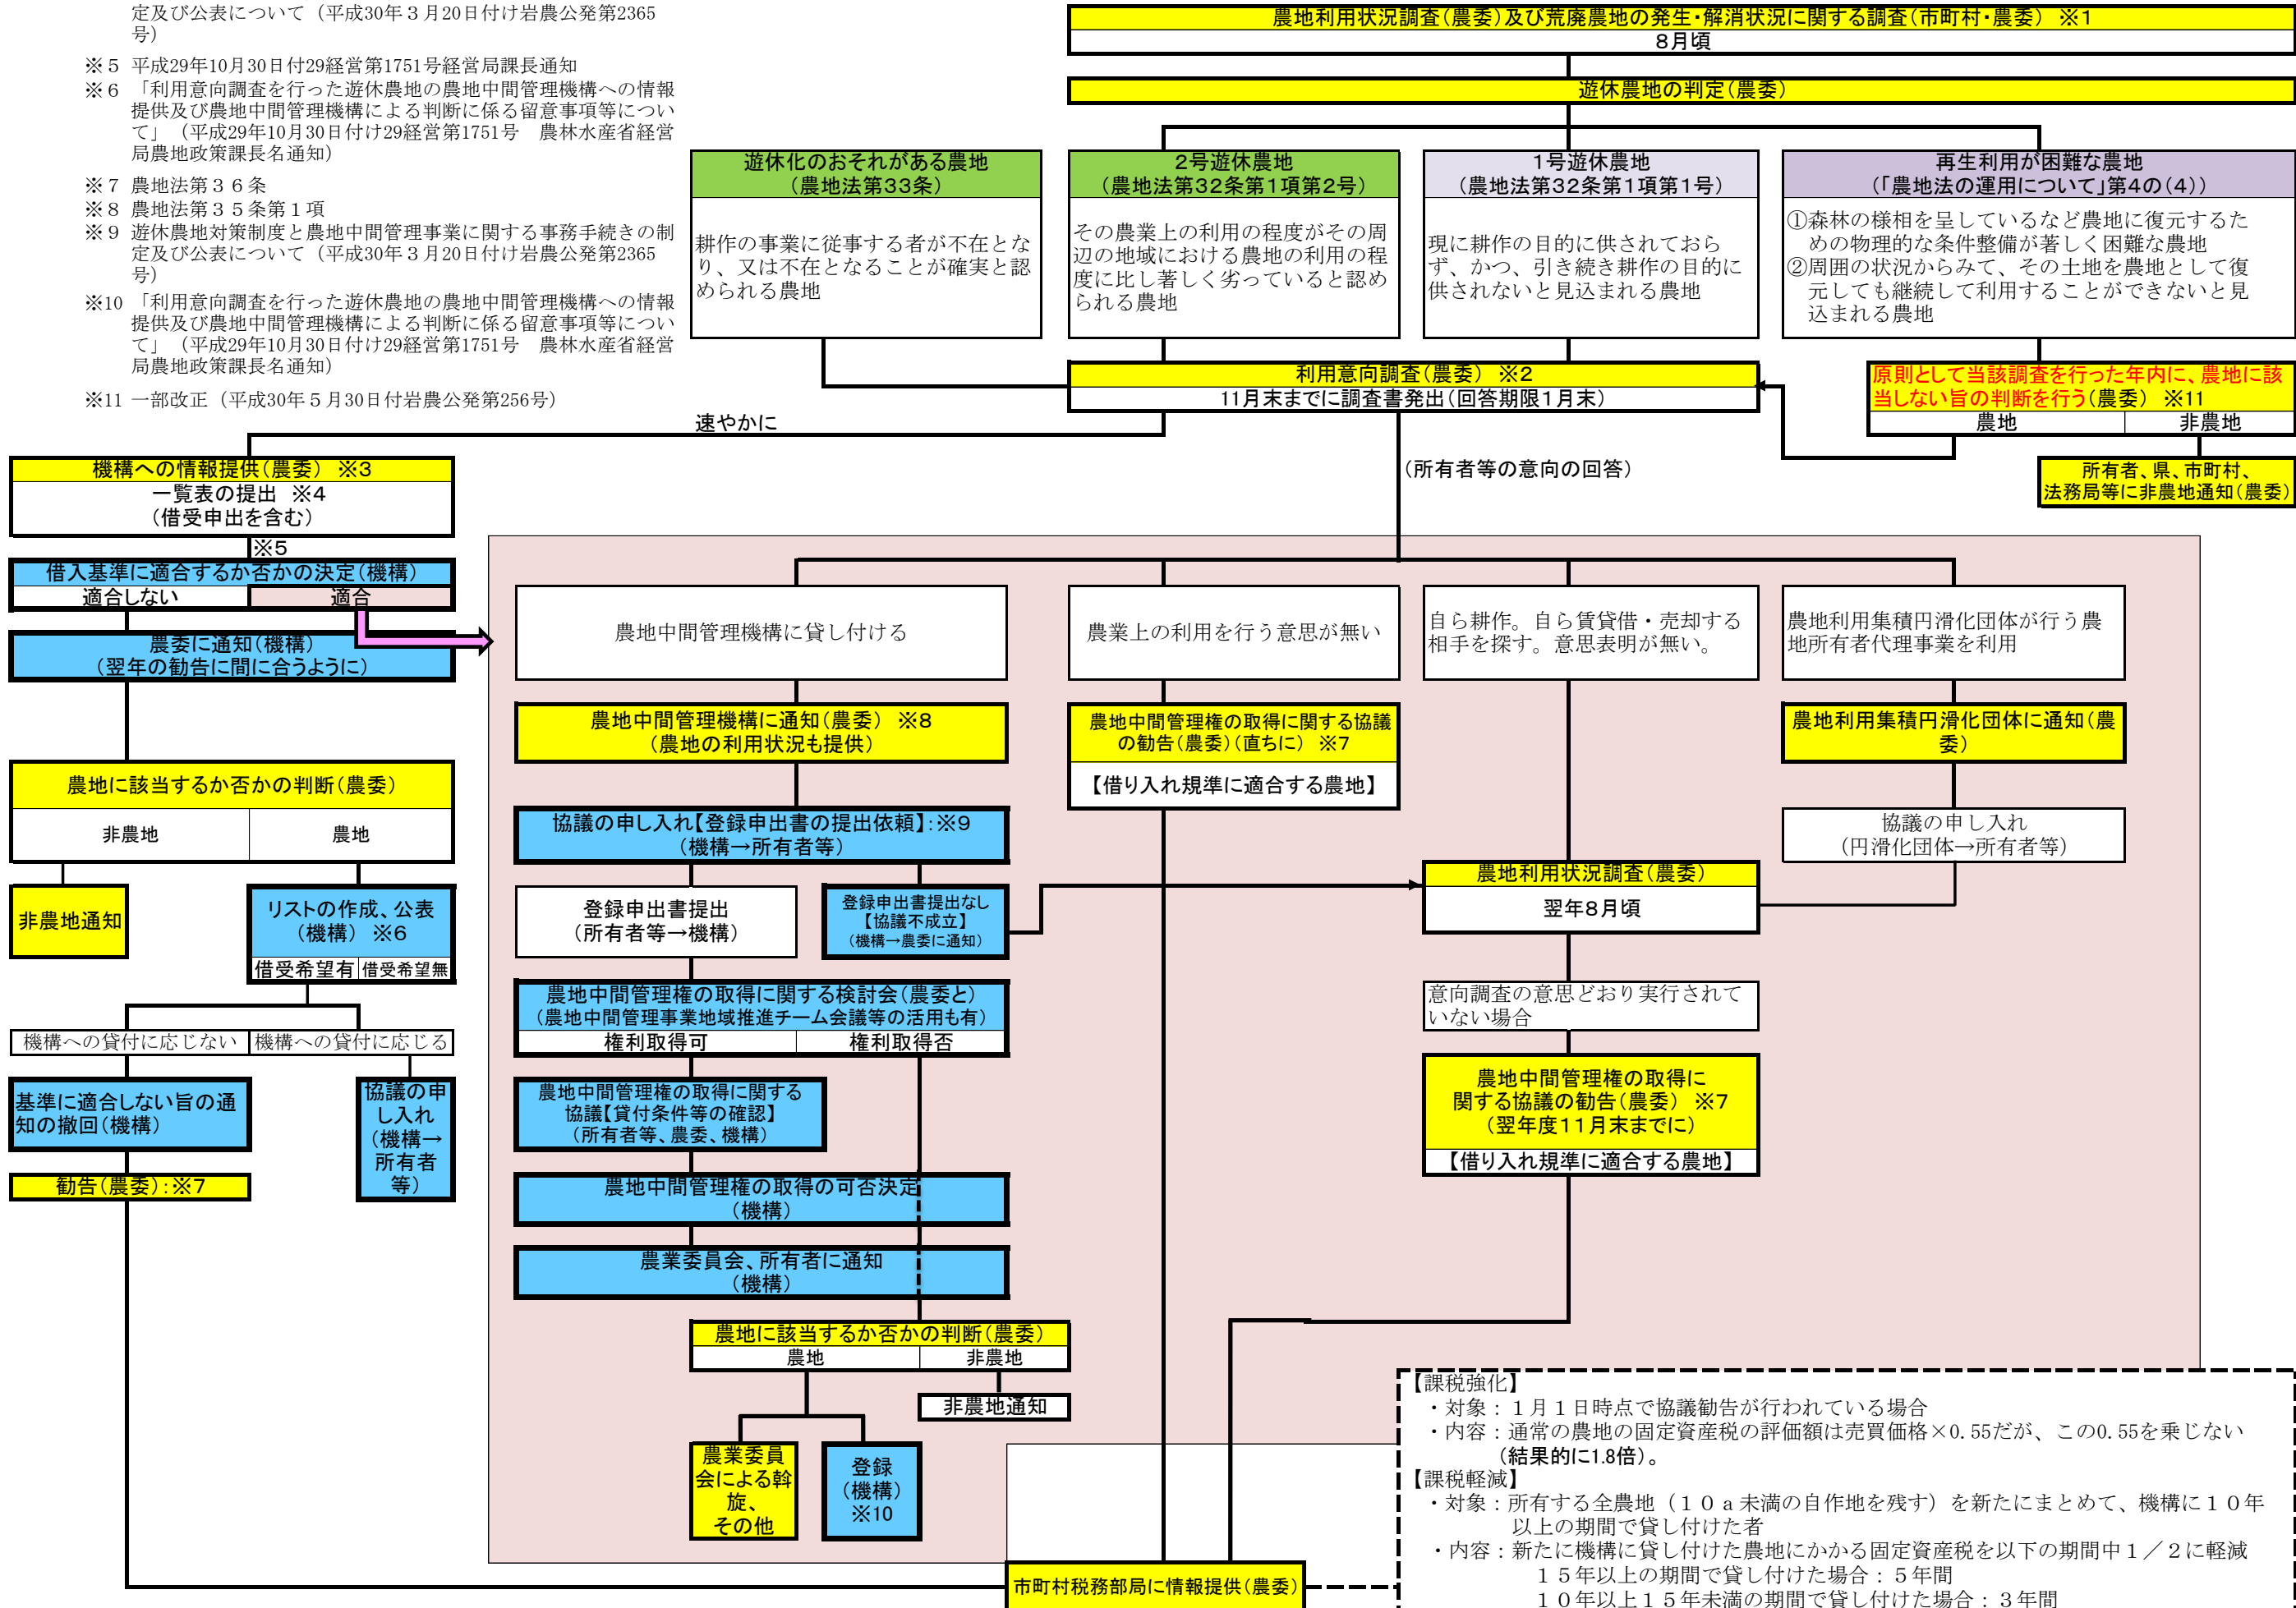 定及び公表について（平成30年３月20日付け岩農公発第2365
号）
※５ 平成29年10月30日付29経営第1751号経営局課長通知
※６ 「利用意向調査を行った遊休農地の農地中間管理機構への情報
提供及び農地中間管理機構による判断に係る留意事項等につい
て」（平成29年10月30日付け29経営第1751号　農林水産省経営
局農地政策課長名通知）
※７ 農地法第３６条
※８ 農地法第３５条第１項
※９ 遊休農地対策制度と農地中間管理事業に関する事務手続きの制
定及び公表について（平成30年３月20日付け岩農公発第2365
号）
※10 「利用意向調査を行った遊休農地の農地中間管理機構への情報
提供及び農地中間管理機構による判断に係る留意事項等につい
て」（平成29年10月30日付け29経営第1751号　農林水産省経営
局農地政策課長名通知）
※11 一部改正（平成30年５月30日付岩農公発第256号）
農地利用状況調査（農委）及び荒廃農地の発生・解消状況に関する調査（市町村・農委） ※１
８月頃
遊休農地の判定（農委）
遊休化のおそれがある農地
（農地法第33条）
耕作の事業に従事する者が不在とな
り、又は不在となることが確実と認
められる農地
２号遊休農地
（農地法第32条第１項第２号）
その農業上の利用の程度がその周
辺の地域における農地の利用の程
度に比し著しく劣っていると認め
られる農地
１号遊休農地
（農地法第32条第１項第１号）
現に耕作の目的に供されておら
ず、かつ、引き続き耕作の目的に
供されないと見込まれる農地
再生利用が困難な農地
（「農地法の運用について」第４の（４））
①森林の様相を呈しているなど農地に復元するた
めの物理的な条件整備が著しく困難な農地
②周囲の状況からみて、その土地を農地として復
元しても継続して利用することができないと見
込まれる農地
利用意向調査（農委） ※２
11月末までに調査書発出（回答期限１月末）
原則として当該調査を行った年内に、農地に該
当しない旨の判断を行う（農委） ※11
農地
非農地
所有者、県、市町村、
法務局等に非農地通知（農委）
速やかに
（所有者等の意向の回答）
機構への情報提供（農委） ※３
一覧表の提出 ※４
（借受申出を含む）
※５
借入基準に適合するか否かの決定（機構）
適合しない
適合
農委に通知（機構）
（翌年の勧告に間に合うように）
農地に該当するか否かの判断（農委）
非農地
農地
非農地通知
リストの作成、公表
（機構） ※６
借受希望有
借受希望無
機構への貸付に応じない
機構への貸付に応じる
基準に適合しない旨の通
知の撤回（機構）
勧告（農委）：※７
協議の申
し入れ
（機構→
所有者
等）
農地中間管理機構に貸し付ける
農地中間管理機構に通知（農委） ※８
（農地の利用状況も提供）
協議の申し入れ【登録申出書の提出依頼】：※９
（機構→所有者等）
登録申出書提出
（所有者等→機構）
登録申出書提出なし
【協議不成立】
（機構→農委に通知）
農地中間管理権の取得に関する検討会（農委と）
（農地中間管理事業地域推進チーム会議等の活用も有）
権利取得可
権利取得否
農地中間管理権の取得に関する
協議【貸付条件等の確認】
（所有者等、農委、機構）
農地中間管理権の取得の可否決定
（機構）
農業委員会、所有者に通知
（機構）
農地に該当するか否かの判断（農委）
農地
非農地
非農地通知
農業委員
会による斡
旋、
その他
登録
（機構）
※10
農業上の利用を行う意思が無い
農地中間管理権の取得に関する協議
の勧告（農委）（直ちに） ※７
【借り入れ規準に適合する農地】
自ら耕作。自ら賃貸借・売却する
相手を探す。意思表明が無い。
農地利用状況調査（農委）
翌年８月頃
意向調査の意思どおり実行されて
いない場合
農地中間管理権の取得に
関する協議の勧告（農委） ※７
（翌年度11月末までに）
【借り入れ規準に適合する農地】
農地利用集積円滑化団体が行う農
地所有者代理事業を利用
農地利用集積円滑化団体に通知（農
委）
協議の申し入れ
（円滑化団体→所有者等）
市町村税務部局に情報提供（農委）
【課税強化】
・対象：１月１日時点で協議勧告が行われている場合
・内容：通常の農地の固定資産税の評価額は売買価格×0.55だが、この0.55を乗じない
（結果的に1.8倍）。
【課税軽減】
・対象：所有する全農地（１０ａ未満の自作地を残す）を新たにまとめて、機構に１０年
以上の期間で貸し付けた者
・内容：新たに機構に貸し付けた農地にかかる固定資産税を以下の期間中１／２に軽減
１５年以上の期間で貸し付けた場合：５年間
１０年以上１５年未満の期間で貸し付けた場合：３年間